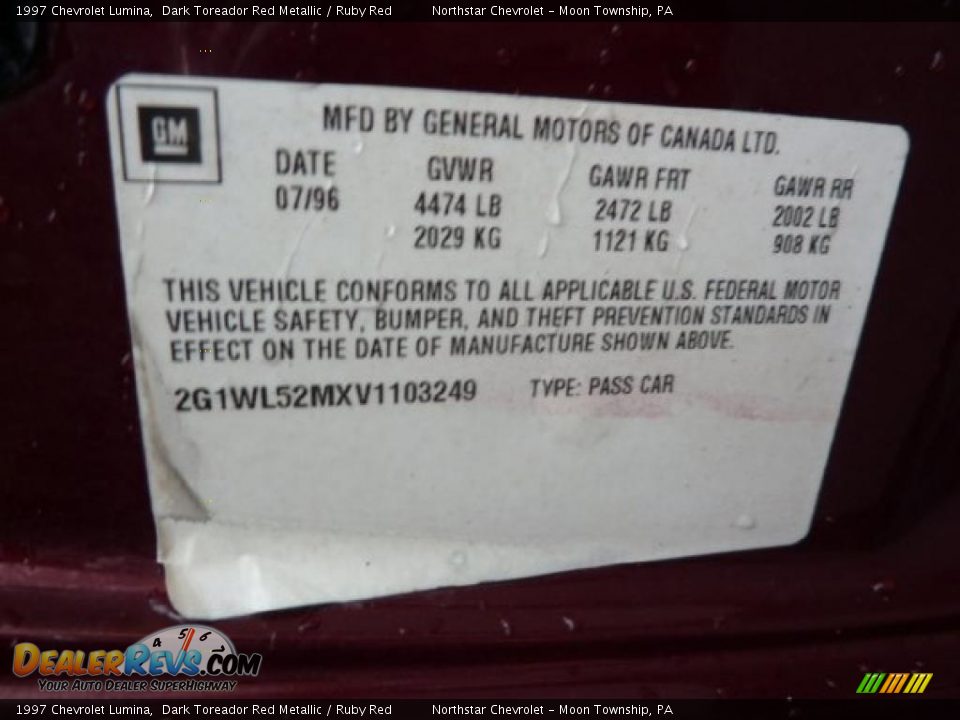 1997 Chevrolet Lumina, Dark Toreador Red Metallic / Ruby Red Northstar Chevrolet - Moon Township, PA
GM
MFD BY GENERAL MOTORS OF CANADA LTD.
DATE GVWR GAWR FRT GAWR RR
07/96 4474 LB 2472 LB 2002 LB
2029 KG 1121 KG 908 KG
THIS VEHICLE CONFORMS TO ALL APPLICABLE U.S. FEDERAL MOTOR
VEHICLE SAFETY, BUMPER, AND THEFT PREVENTION STANDARDS IN
EFFECT ON THE DATE OF MANUFACTURE SHOWN ABOVE.
2G1WL52MXV1103249 TYPE: PASS CAR
4 5 6
DEALERREVS.COM
YOUR AUTO DEALER SUPERHIGHWAY
1997 Chevrolet Lumina, Dark Toreador Red Metallic / Ruby Red Northstar Chevrolet - Moon Township, PA